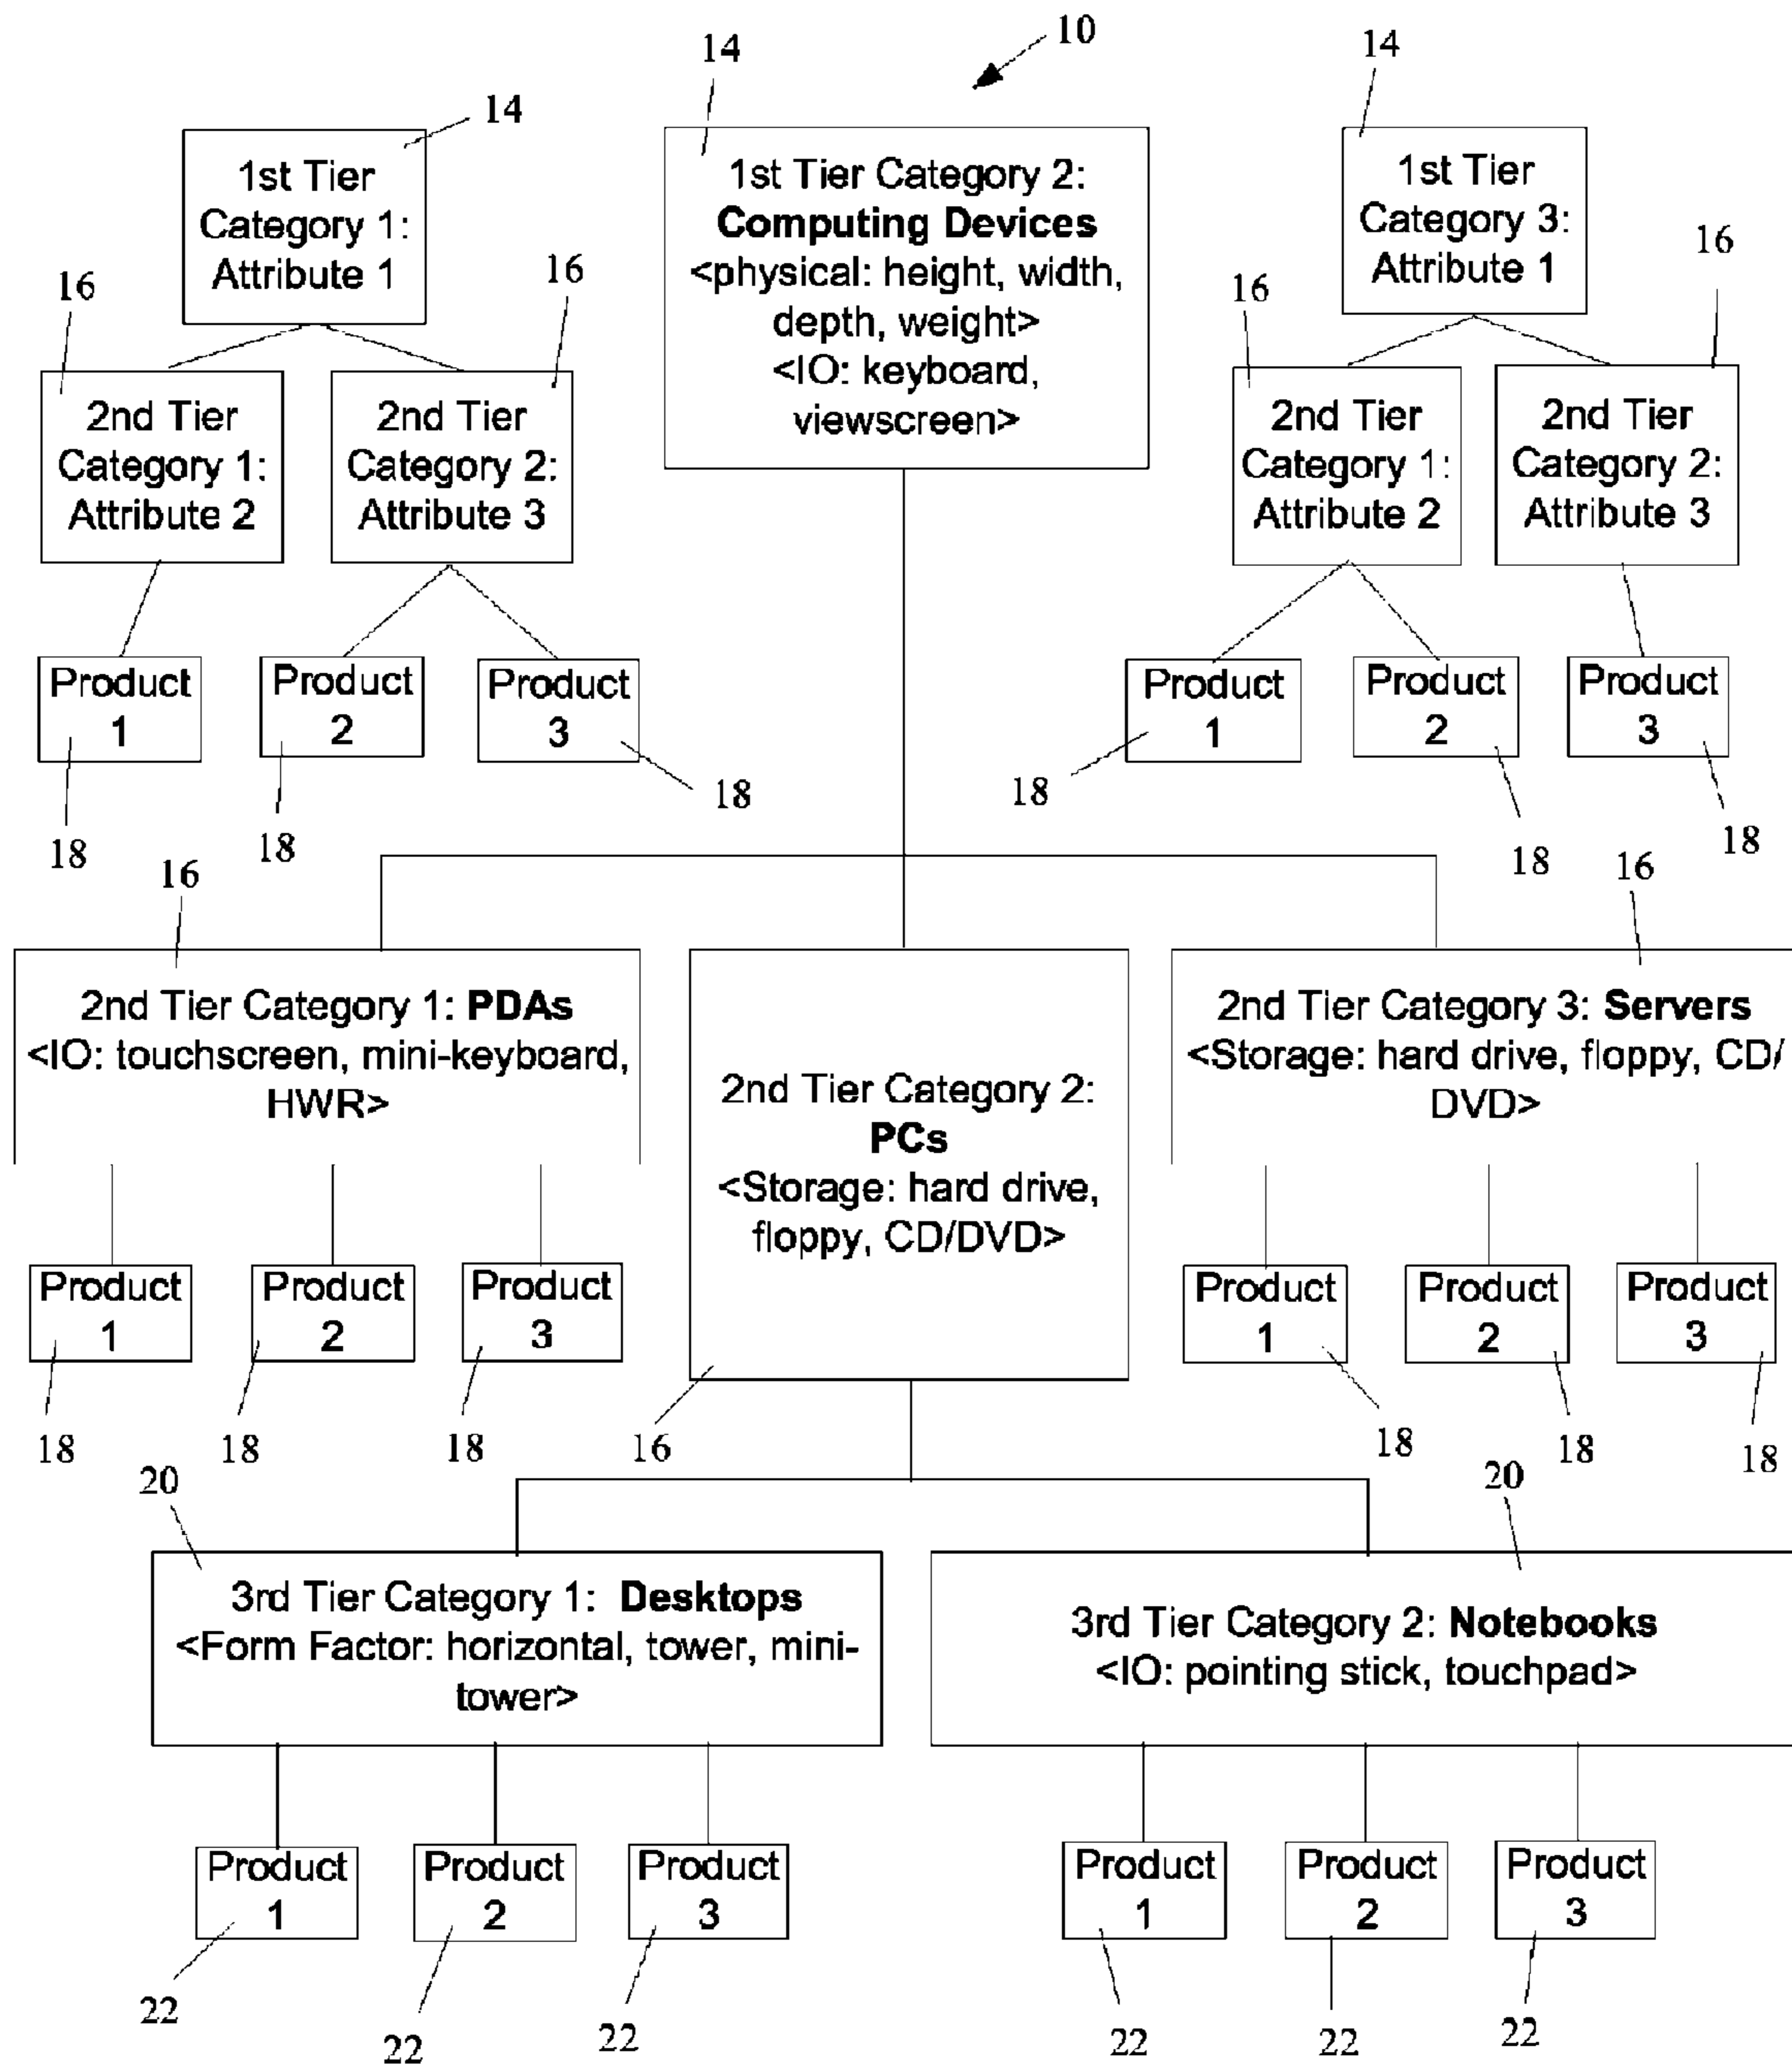 10
14
14
14
1st Tier
Category 1:
Attribute 1
1st Tier Category 2:
Computing Devices
<physical: height, width,
depth, weight>
<IO: keyboard,
viewscreen>
1st Tier
Category 3:
Attribute 1
16
16
16
16
2nd Tier
Category 1:
Attribute 2
2nd Tier
Category 2:
Attribute 3
2nd Tier
Category 1:
Attribute 2
2nd Tier
Category 2:
Attribute 3
Product
1
Product
2
Product
3
Product
1
Product
2
Product
3
18
18
18
18
18
18
16
16
2nd Tier Category 1: PDAs
<IO: touchscreen, mini-keyboard,
HWR>
2nd Tier Category 2:
PCs
<Storage: hard drive,
floppy, CD/DVD>
2nd Tier Category 3: Servers
<Storage: hard drive, floppy, CD/
DVD>
Product
1
Product
2
Product
3
Product
1
Product
2
Product
3
18
18
18
16
18
18
18
20
20
3rd Tier Category 1: Desktops
<Form Factor: horizontal, tower, mini-
tower>
3rd Tier Category 2: Notebooks
<IO: pointing stick, touchpad>
Product
1
Product
2
Product
3
Product
1
Product
2
Product
3
22
22
22
22
22
22